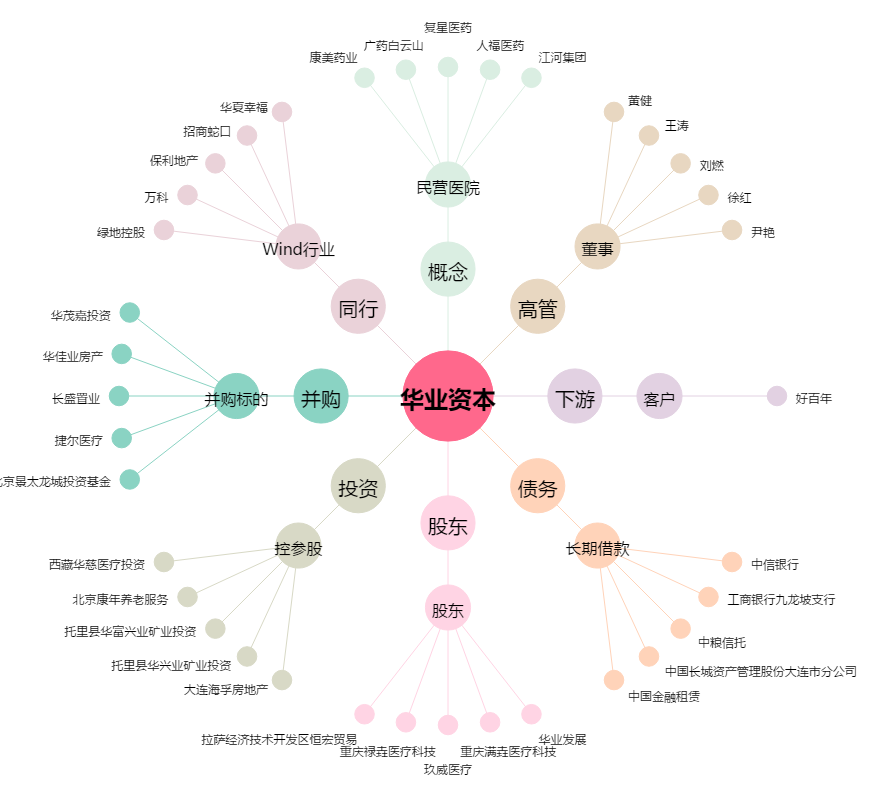 复星医药
广药白云山
人福医药
康美药业
江河集团
华夏幸福
黄健
招商蛇口
王涛
保利地产
刘燃
万科
民营医院
徐红
绿地控股
尹艳
Wind行业
董事
概念
同行
高管
华茂嘉投资
华佳业房产
长盛置业
并购标的
并购
华业资本
下游
客户
好百年
捷尔医疗
京景太龙城投资基金
投资
债务
股东
控参股
长期借款
西藏华慈医疗投资
中信银行
北京康年养老服务
工商银行九龙坡支行
股东
托里县华富兴业矿业投资
中粮信托
托里县华兴业矿业投资
中国长城资产管理股份大连市分公司
大连海孚房地产
中国金融租赁
拉萨经济技术开发区恒宏贸易
华业发展
重庆禄垚医疗科技
重庆满垚医疗科技
玖威医疗